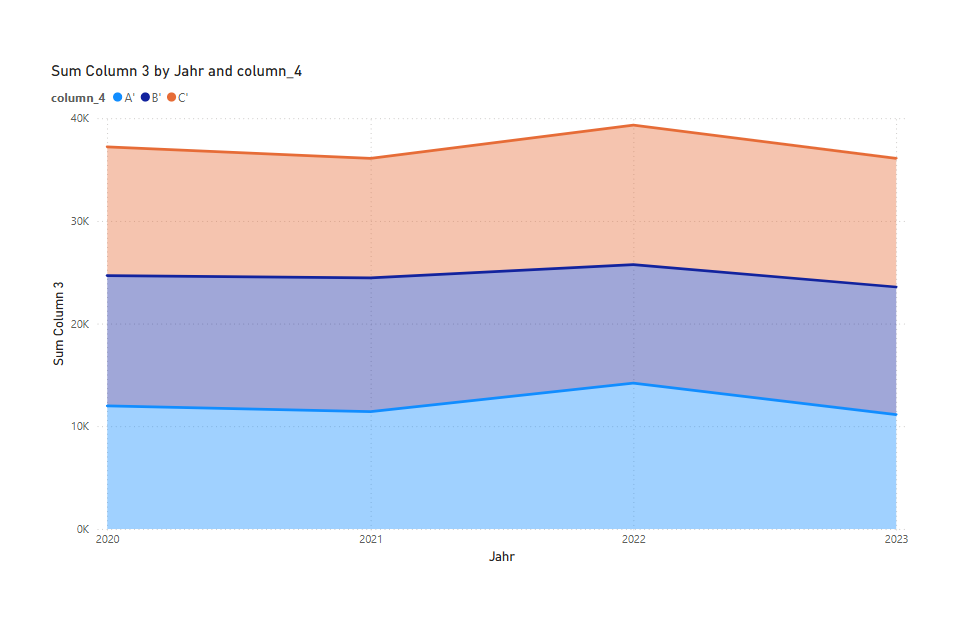 Sum Column 3 by Jahr and column_4
column_4 A' B' C'
40K
30K
20K
10K
0K
Sum Column 3
2020 2021 2022 2023
Jahr